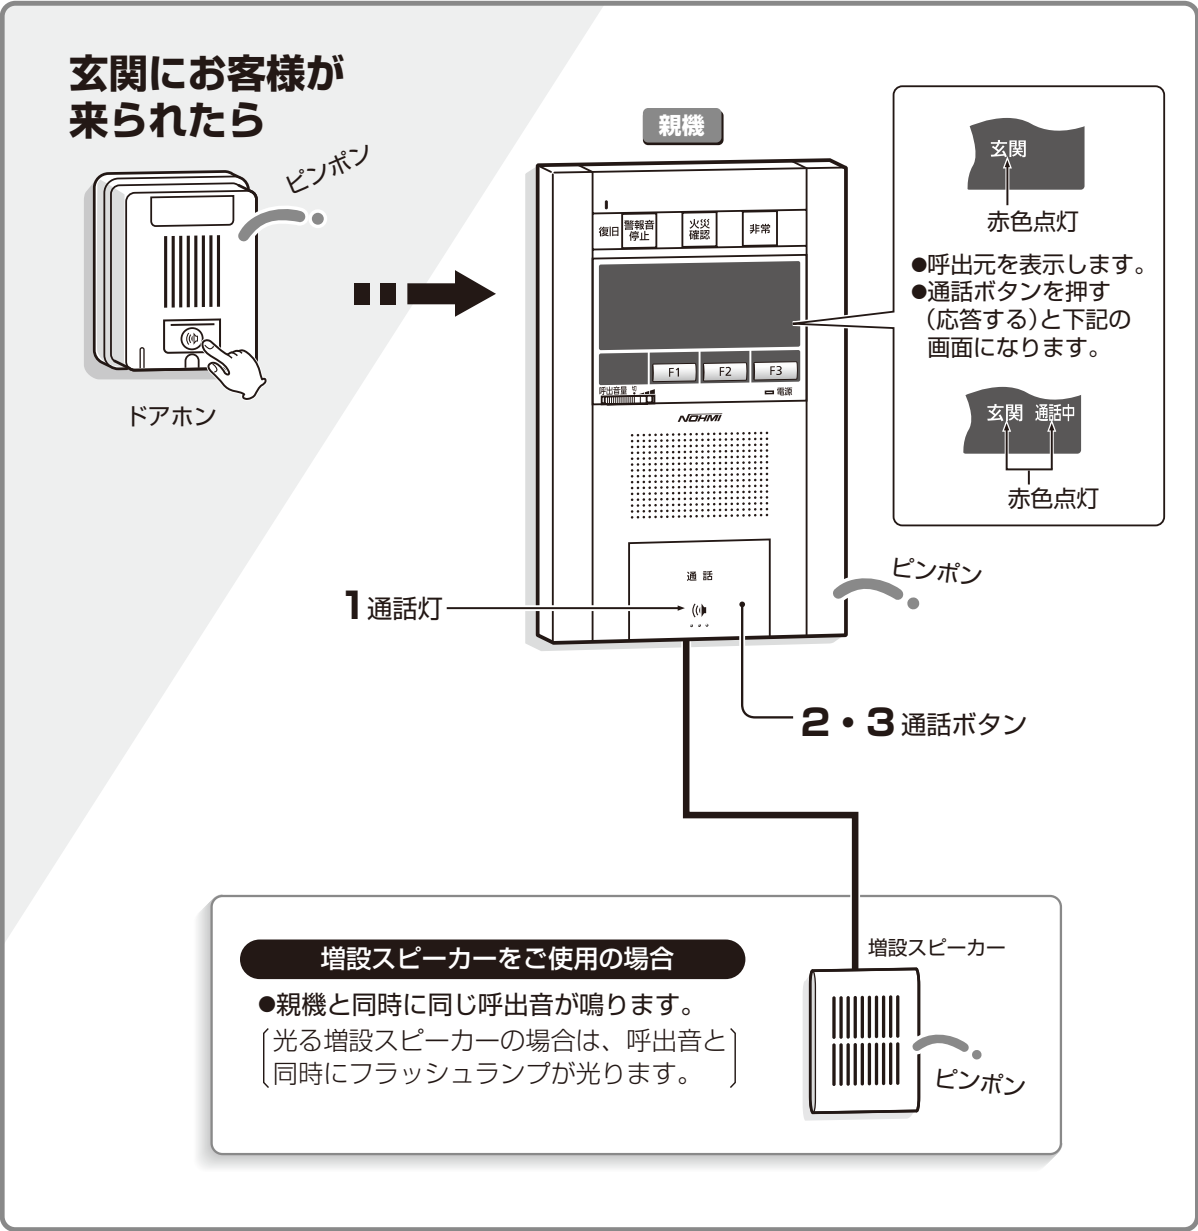 玄関にお客様が
来られたら
ピンポン
ドアホン
親機
復旧
警報音
停止
火災
確認
非常
F1
F2
F3
呼出音量
電源
NOHMI
通話
1 通話灯
ピンポン
2・3 通話ボタン
玄関
赤色点灯
●呼出元を表示します。
●通話ボタンを押す
(応答する)と下記の
画面になります。
玄関 通話中
赤色点灯
増設スピーカーをご使用の場合
●親機と同時に同じ呼出音が鳴ります。
〔光る増設スピーカーの場合は、呼出音と
同時にフラッシュランプが光ります。〕
増設スピーカー
ピンポン